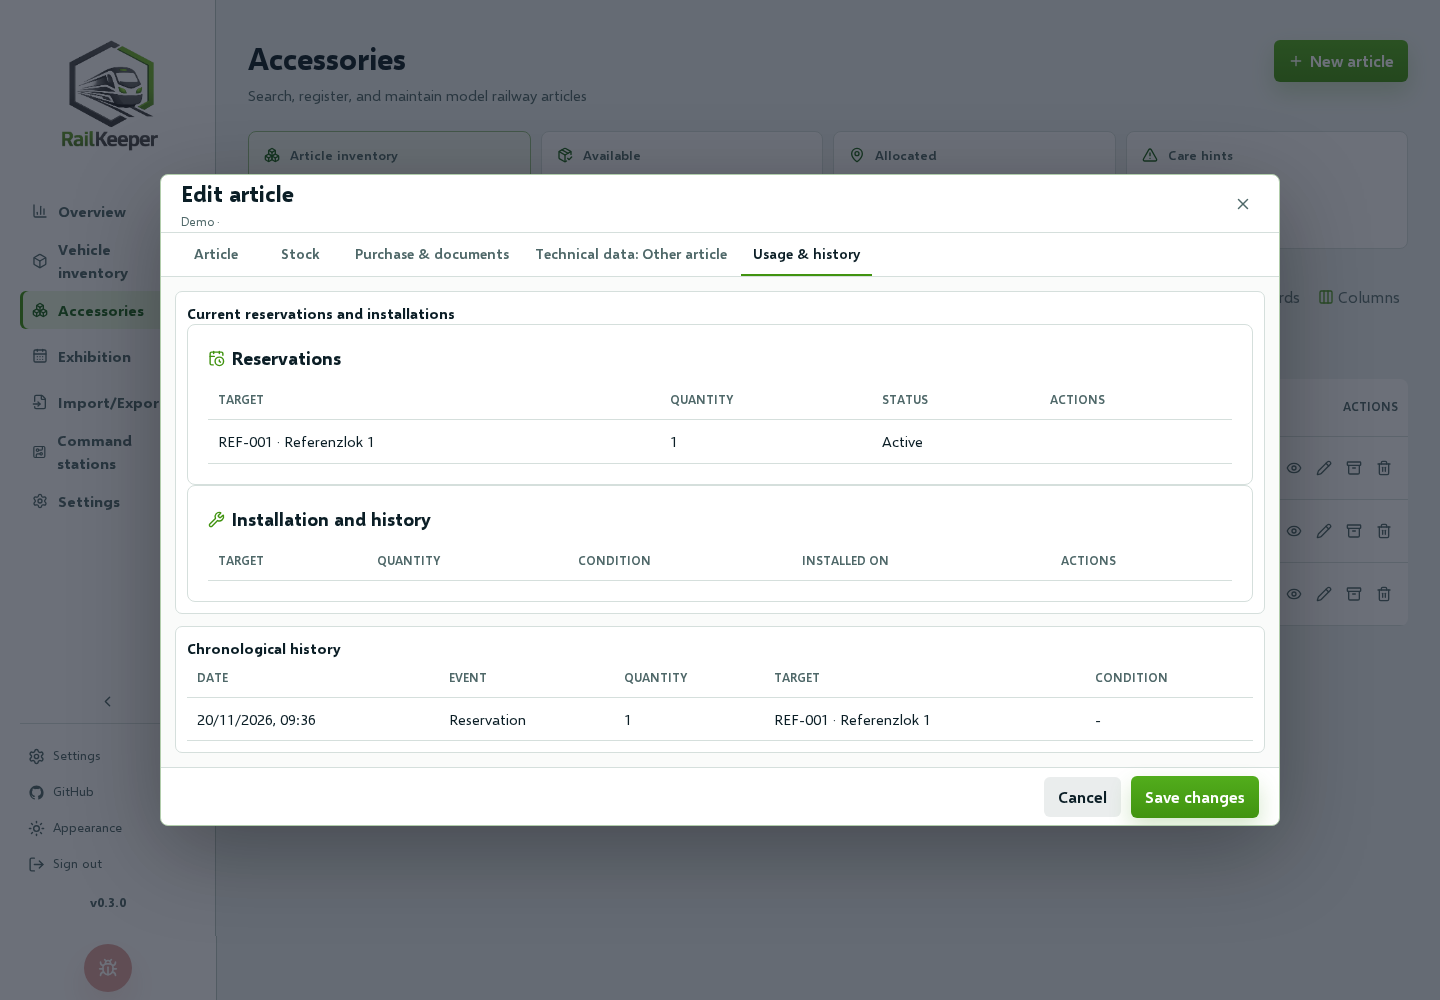 RailKeeper
Overview
Vehicle
inventory
Accessories
Exhibition
Import/Expor
Command
stations
Settings
Settings
GitHub
Appearance
Sign out
v0.3.0
Accessories
Search, register, and maintain model railway articles
+ New article
Article inventory
Available
Allocated
Care hints
rds
Columns
ACTIONS
Edit article
Demo ·
Article
Stock
Purchase & documents
Technical data: Other article
Usage & history
Current reservations and installations
Reservations
TARGET QUANTITY STATUS ACTIONS
REF-001 · Referenzlok 1 1 Active
Installation and history
TARGET QUANTITY CONDITION INSTALLED ON ACTIONS
Chronological history
DATE EVENT QUANTITY TARGET CONDITION
20/11/2026, 09:36 Reservation 1 REF-001 · Referenzlok 1 -
Cancel
Save changes